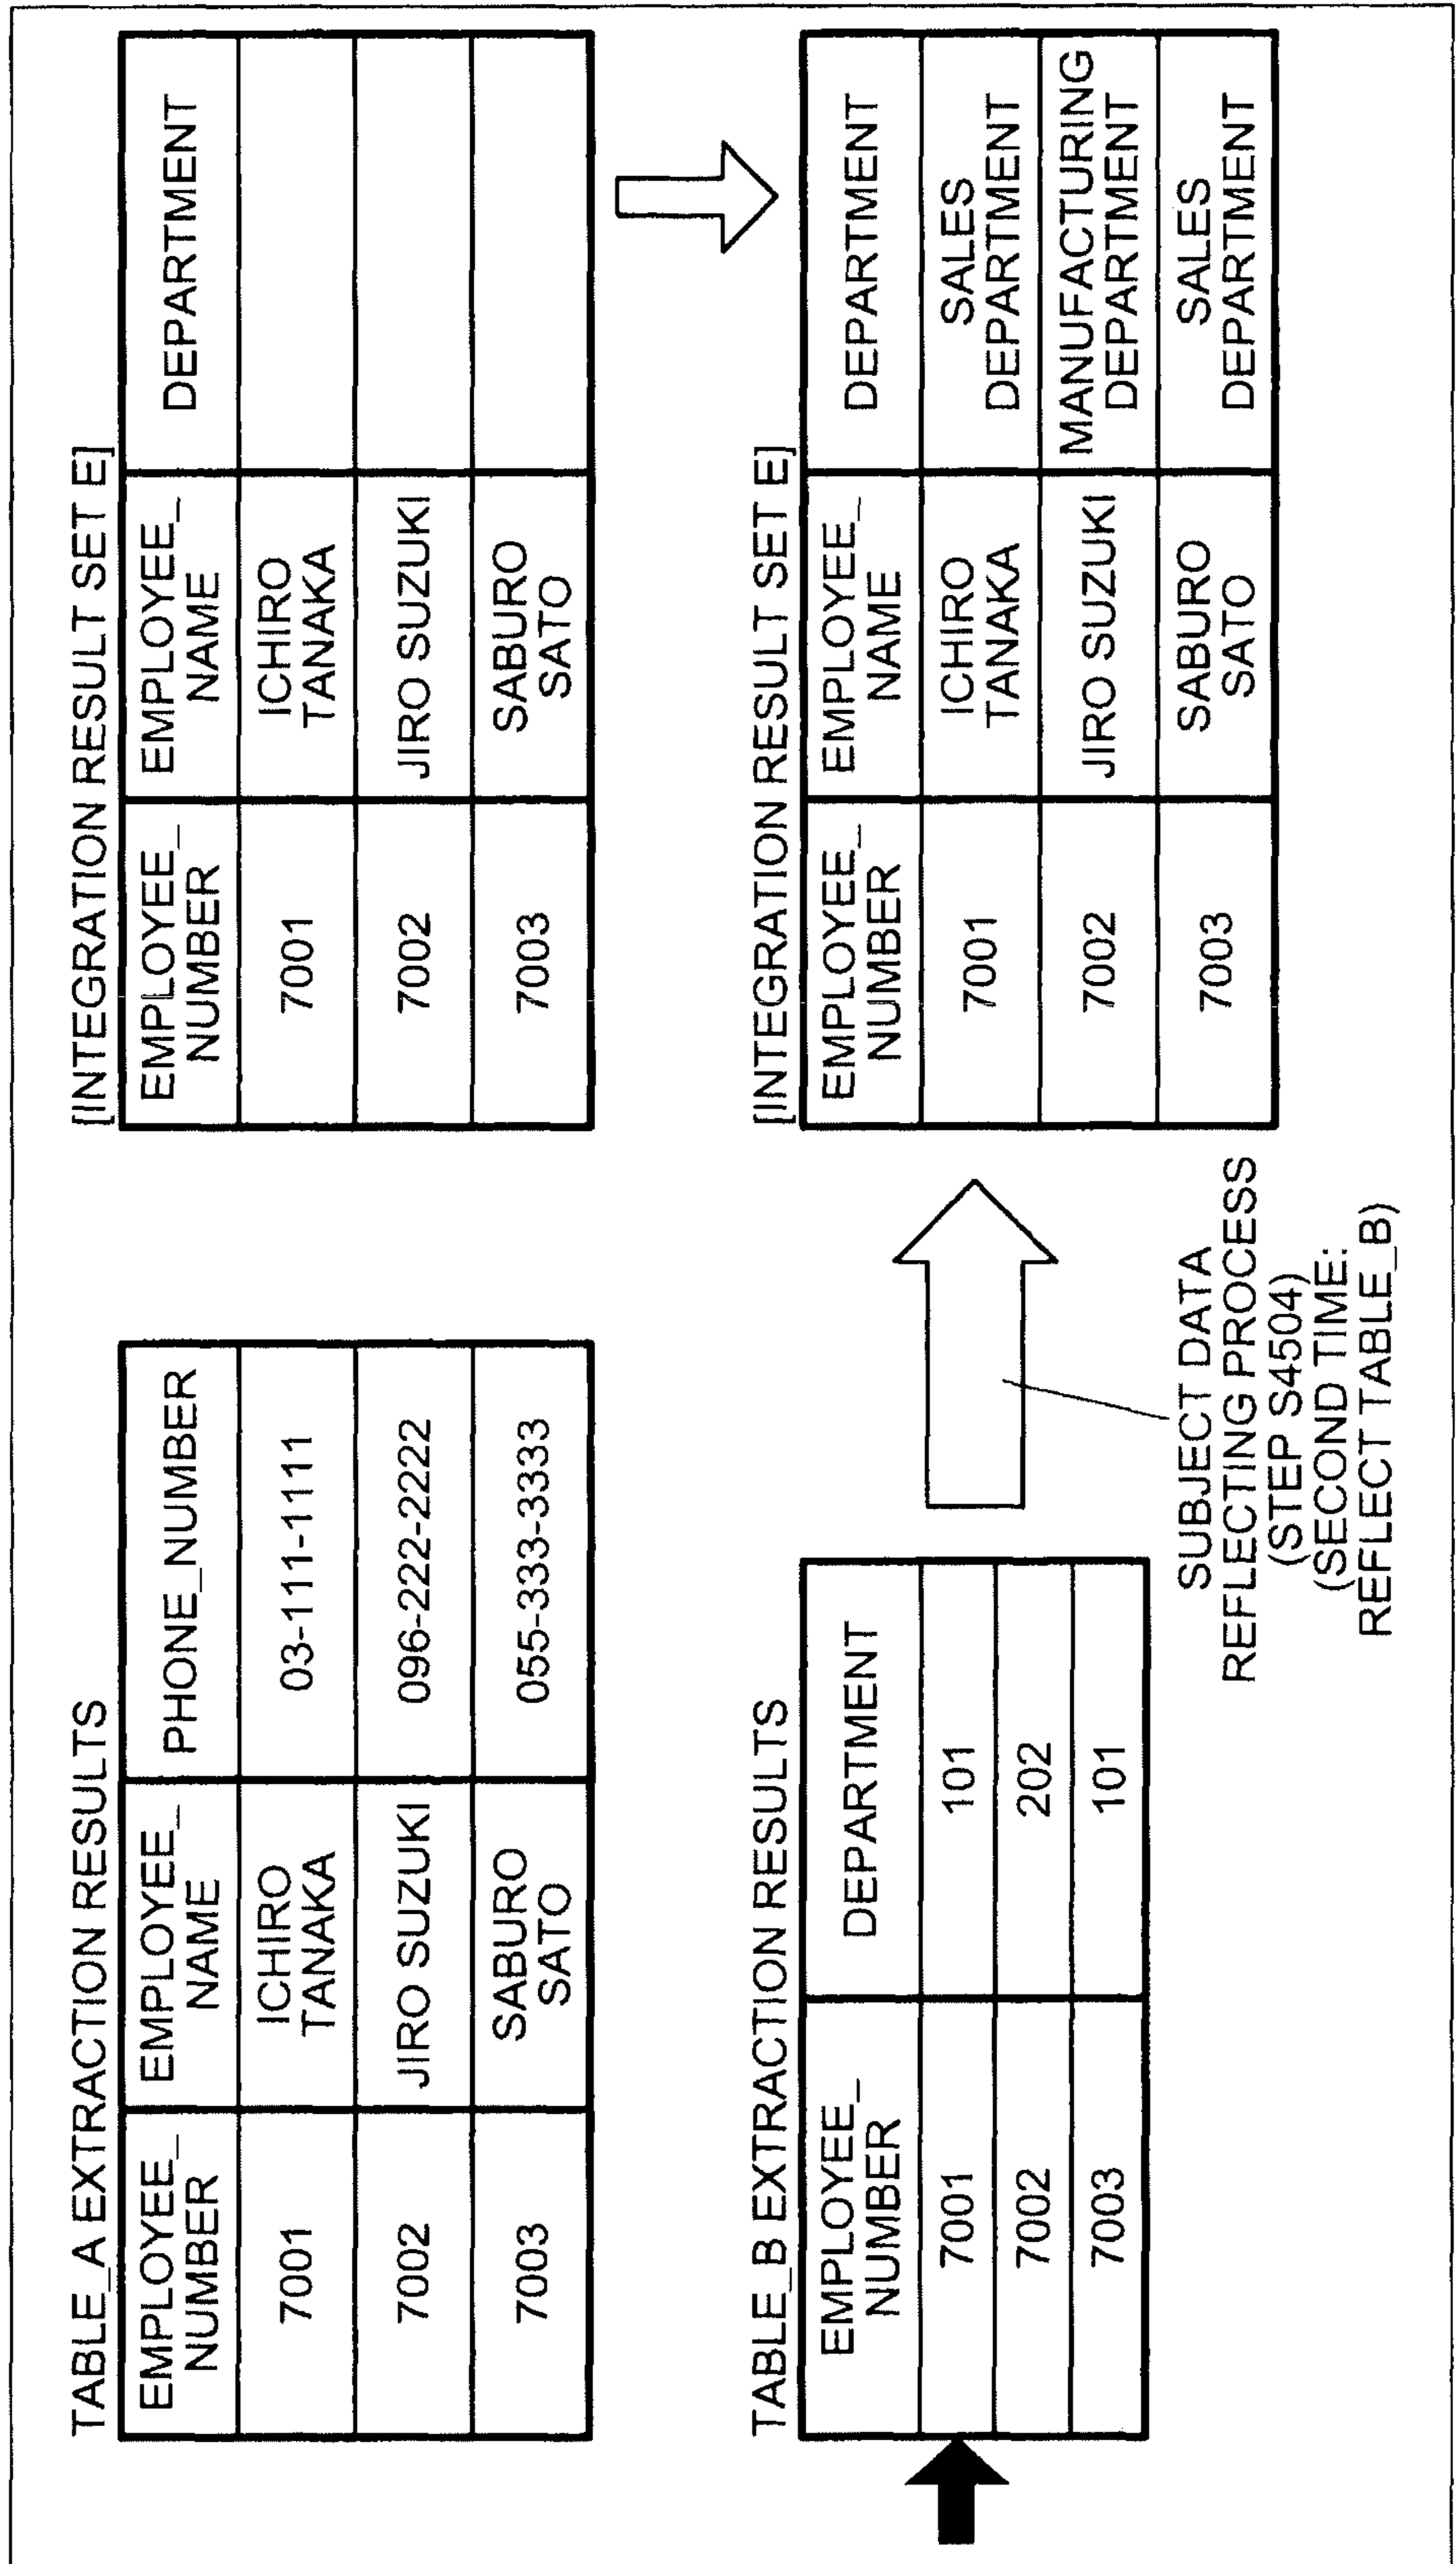 TABLE_A EXTRACTION RESULTS
EMPLOYEE_
NUMBER
EMPLOYEE_
NAME
PHONE_NUMBER
7001
ICHIRO
TANAKA
03-111-1111
7002
JIRO SUZUKI
096-222-2222
7003
SABURO
SATO
055-333-3333
[INTEGRATION RESULT SET E]
EMPLOYEE_
NUMBER
EMPLOYEE_
NAME
DEPARTMENT
7001
ICHIRO
TANAKA
7002
JIRO SUZUKI
7003
SABURO
SATO
TABLE_B EXTRACTION RESULTS
EMPLOYEE_
NUMBER
DEPARTMENT
7001
101
7002
202
7003
101
SUBJECT DATA
REFLECTING PROCESS
(STEP S4504)
(SECOND TIME:
REFLECT TABLE_B)
[INTEGRATION RESULT SET E]
EMPLOYEE_
NUMBER
EMPLOYEE_
NAME
DEPARTMENT
7001
ICHIRO
TANAKA
SALES
DEPARTMENT
7002
JIRO SUZUKI
MANUFACTURING
DEPARTMENT
7003
SABURO
SATO
SALES
DEPARTMENT